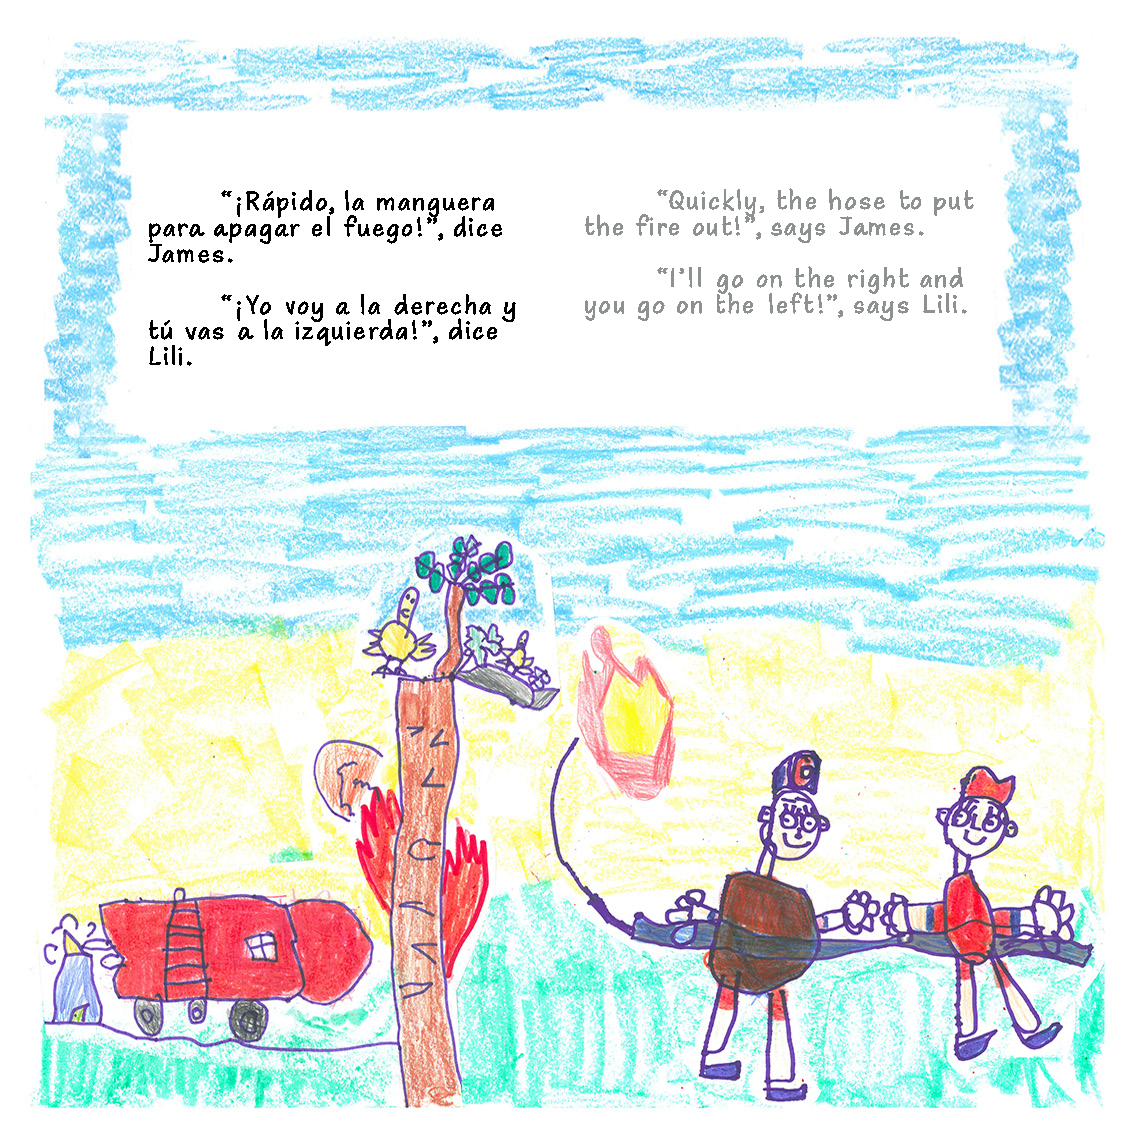 “¡Rápido, la manguera
para apagar el fuego!”, dice
James.
“¡Yo voy a la derecha y
tú vas a la izquierda!”, dice
Lili.
“Quickly, the hose to put
the fire out!”, says James.
“I’ll go on the right and
you go on the left!”, says Lili.